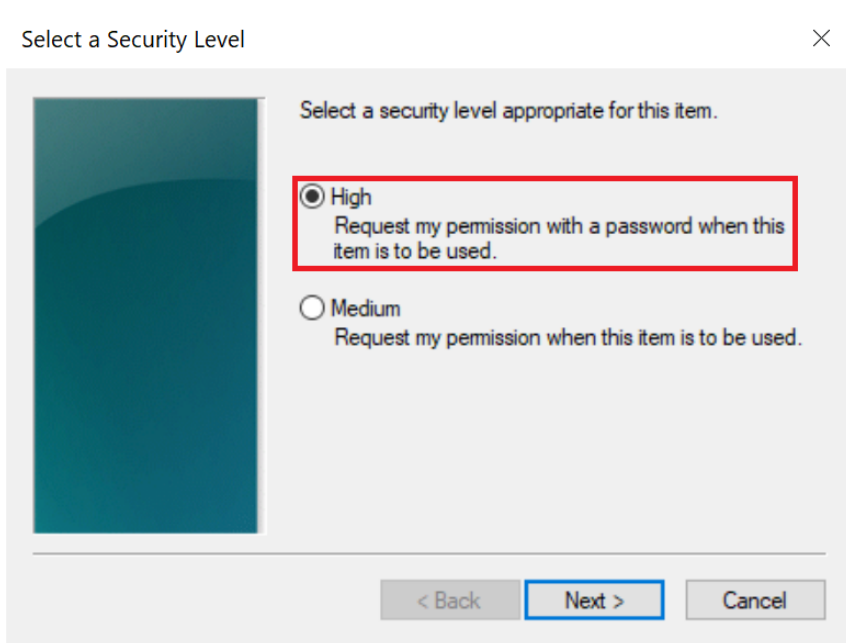 Select a Security Level
Select a security level appropriate for this item.
High
Request my permission with a password when this
item is to be used.
Medium
Request my permission when this item is to be used.
< Back
Next >
Cancel